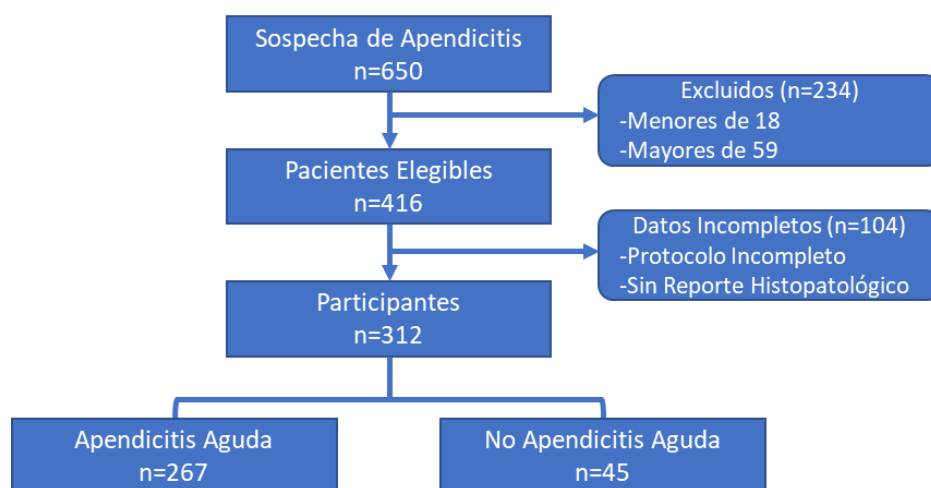 Sospecha de Apendicitis
n=650
Excluidos (n=234)
-Menores de 18
-Mayores de 59
Pacientes Elegibles
n=416
Datos Incompletos (n=104)
-Protocolo Incompleto
-Sin Reporte Histopatológico
Participantes
n=312
Apendicitis Aguda
n=267
No Apendicitis Aguda
n=45